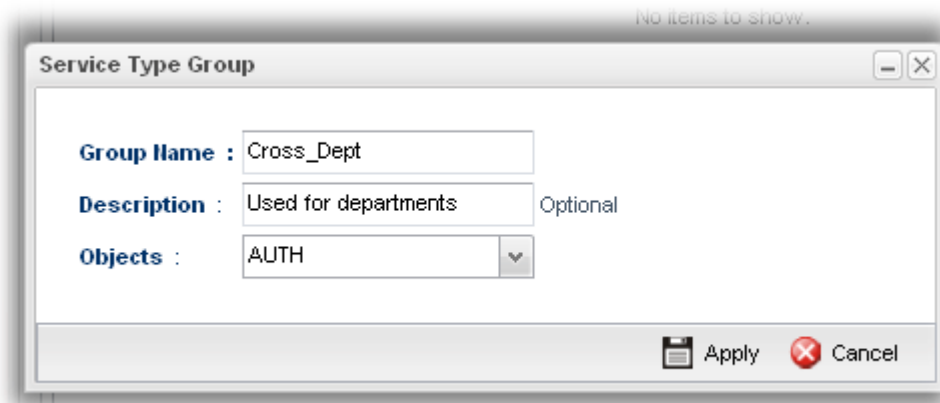 No items to show.
Service Type Group
Group Name : Cross_Dept
Description : Used for departments Optional
Objects : AUTH
Apply Cancel